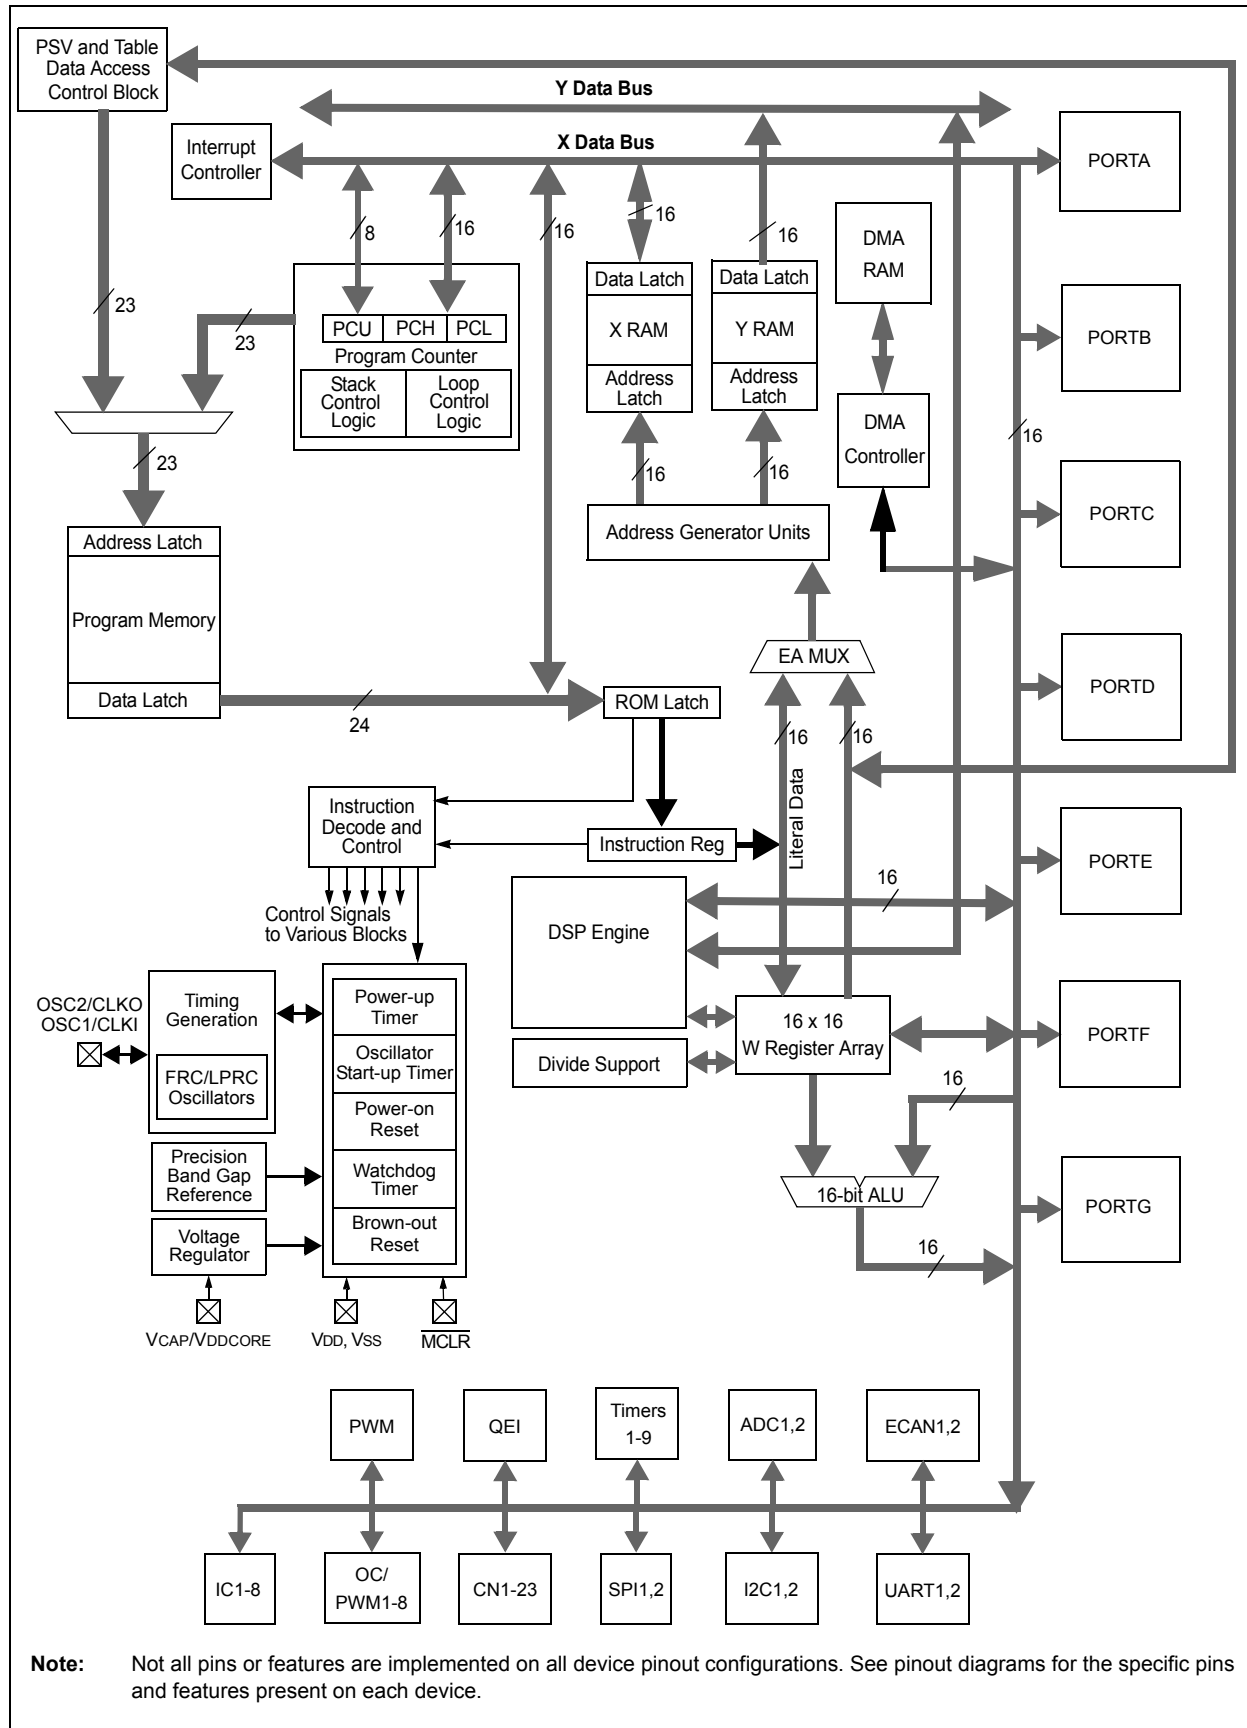 PSV and Table
Data Access
Control Block
Y Data Bus
Interrupt
Controller
X Data Bus
PORTA
8
16
16
16
16
DMA
RAM
23
23
Data Latch
Data Latch
PCU
PCH
PCL
X RAM
Y RAM
PORTB
Program Counter
Stack
Control
Logic
Loop
Control
Logic
Address
Latch
Address
Latch
DMA
Controller
16
23
16
16
PORTC
Address Latch
Address Generator Units
Program Memory
EA MUX
PORTD
Data Latch
24
ROM Latch
16
16
Literal Data
Instruction
Decode and
Control
Instruction Reg
PORTE
16
Control Signals
to Various Blocks
DSP Engine
OSC2/CLKO
OSC1/CLKI
Timing
Generation
FRC/LPRC
Oscillators
Power-up
Timer
Oscillator
Start-up Timer
Power-on
Reset
Watchdog
Timer
Brown-out
Reset
16 x 16
W Register Array
PORTF
Divide Support
16
Precision
Band Gap
Reference
16-bit ALU
PORTG
Voltage
Regulator
16
VCAP/VDDCORE
VDD, VSS
MCLR
PWM
QEI
Timers
1-9
ADC1,2
ECAN1,2
IC1-8
OC/
PWM1-8
CN1-23
SPI1,2
I2C1,2
UART1,2
Note: Not all pins or features are implemented on all device pinout configurations. See pinout diagrams for the specific pins
and features present on each device.